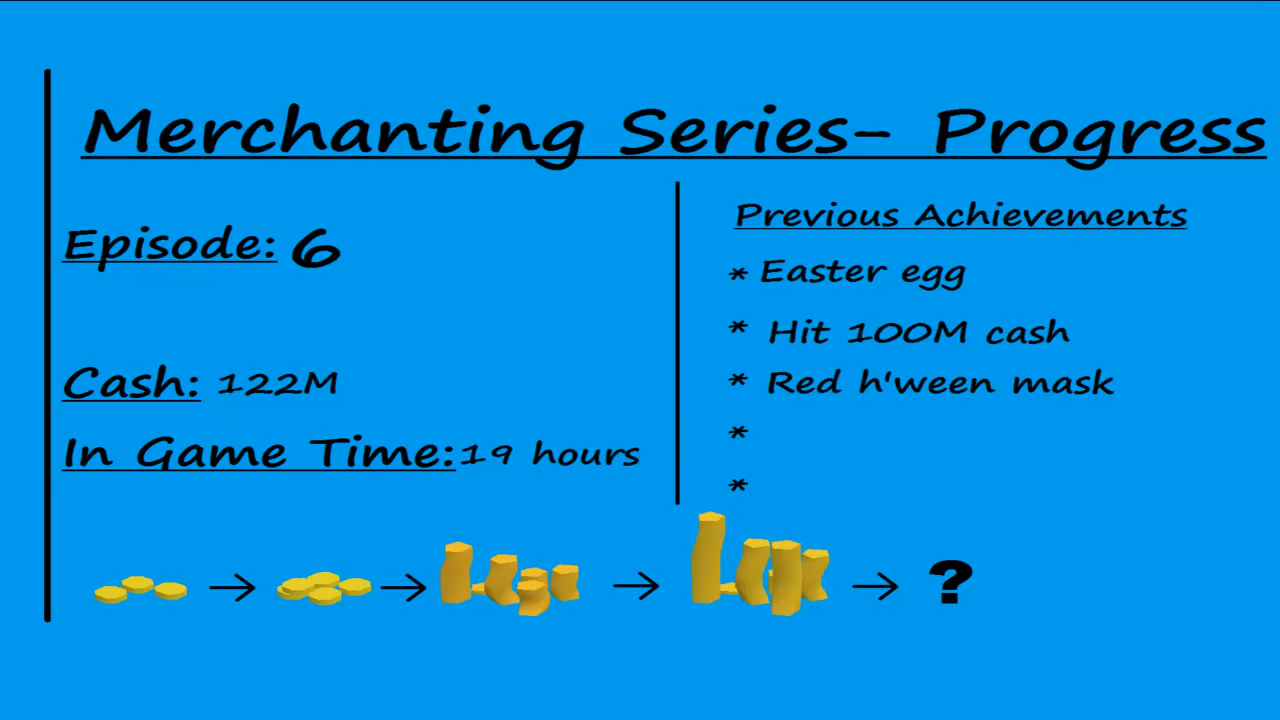 Merchanting Series- Progress
Episode: 6
Cash: 122M
In Game Time: 19 hours
Previous Achievements
* Easter egg
* Hit 100M cash
* Red h'ween mask
*
*
?